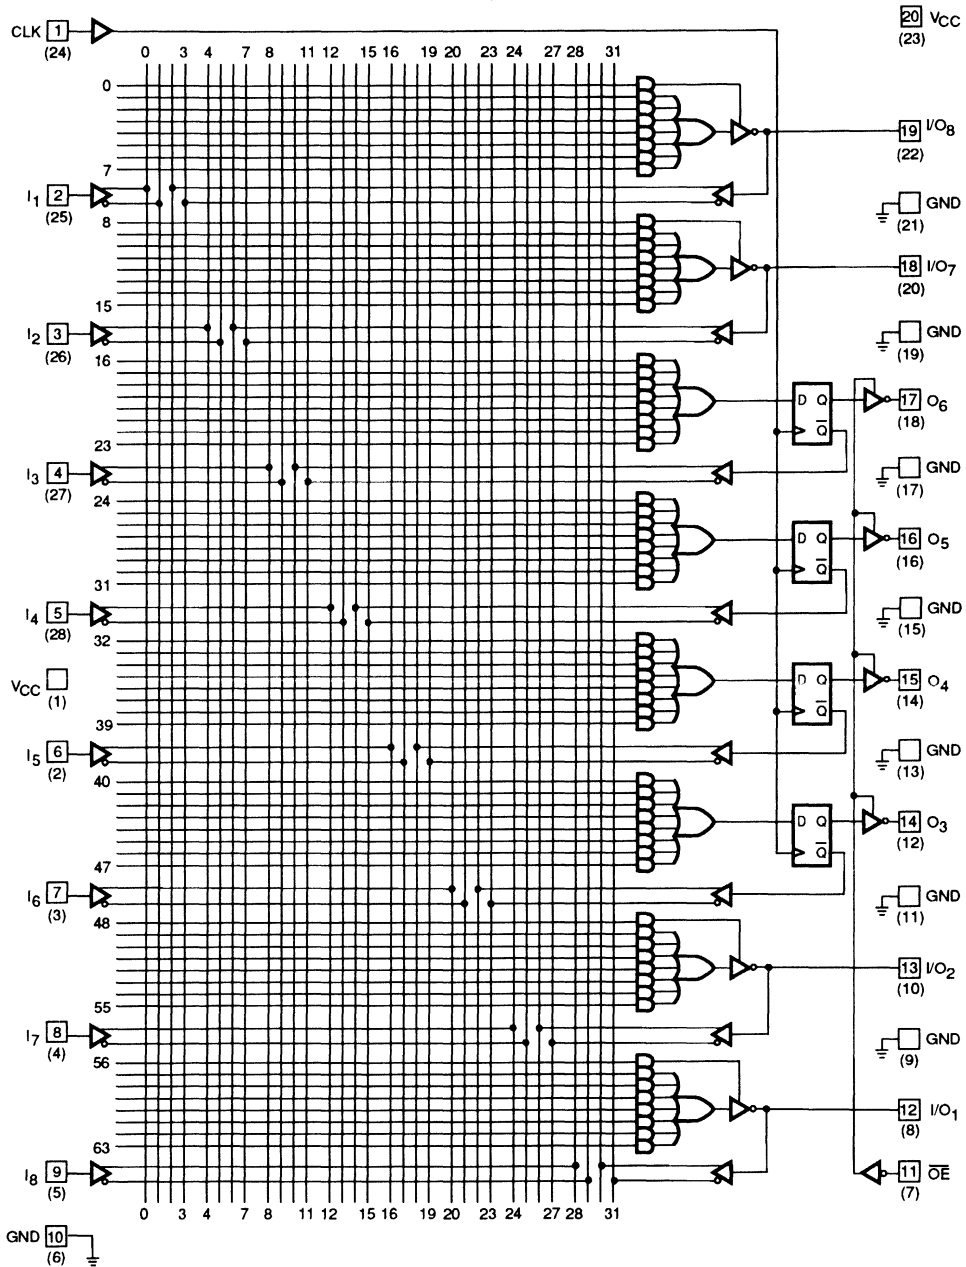 CLK 1 20 VCC
(24) (23)
0 3 4 7 8 11 12 15 16 19 20 23 24 27 28 31
0
19 I/O8
(22)
7
I1 2 GND
(25) (21)
8
18 I/O7
(20)
15
I2 3 GND
(26) (19)
16
D Q 17 O6
(18)
Q
23
I3 4 GND
(27) (17)
24
D Q 16 O5
(16)
Q
31
I4 5 GND
(28) (15)
32
VCC D Q 15 O4
(1) (14)
Q
39
I5 6 GND
(2) (13)
40
D Q 14 O3
(12)
Q
47
I6 7 GND
(3) (11)
48
13 I/O2
(10)
55
I7 8 GND
(4) (9)
56
12 I/O1
(8)
63
I8 9 11 OE
(5) (7)
0 3 4 7 8 11 12 15 16 19 20 23 24 27 28 31
GND 10
(6)